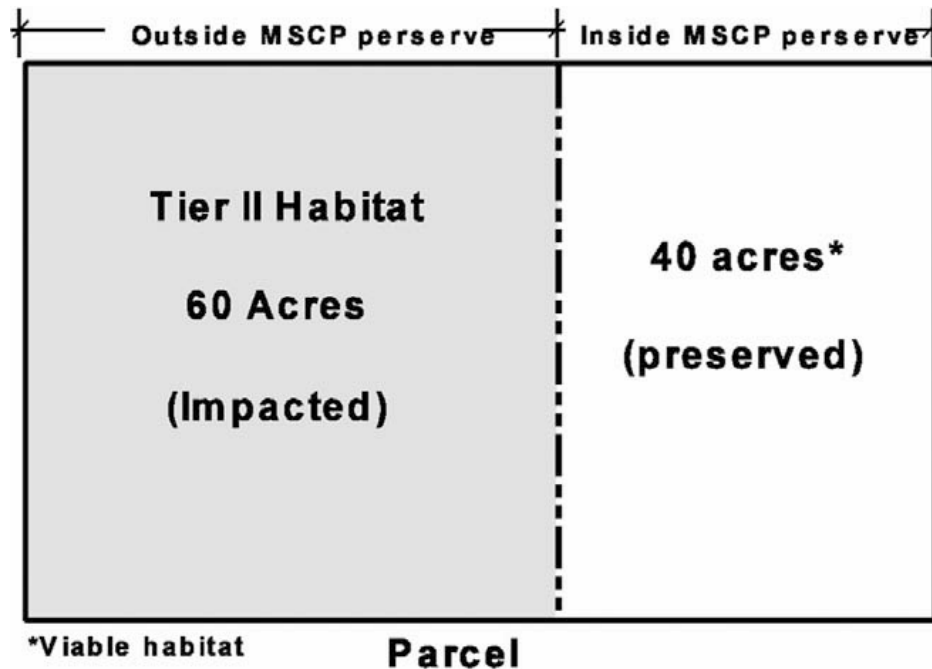 Outside MSCP perserve Inside MSCP perserve
Tier II Habitat
60 Acres
(Impacted)
40 acres*
(preserved)
*Viable habitat
Parcel